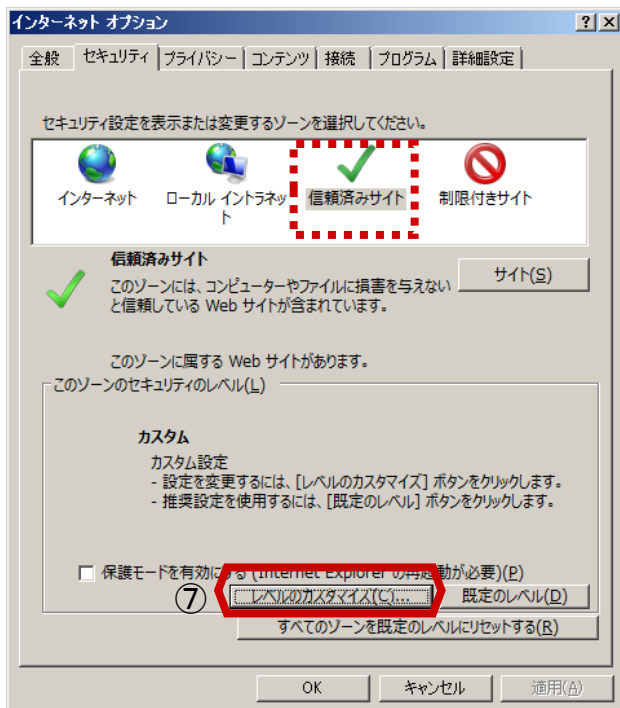 インターネット オプション
全般 セキュリティ プライバシー コンテンツ 接続 プログラム 詳細設定
セキュリティ設定を表示または変更するゾーンを選択してください。
インターネット ローカル イントラネッ
ト 信頼済みサイト 制限付きサイト
信頼済みサイト
このゾーンには、コンピューターやファイルに損害を与えない
と信頼している Web サイトが含まれています。
サイト(S)
このゾーンに属する Web サイトがあります。
このゾーンのセキュリティのレベル(L)
カスタム
カスタム設定
- 設定を変更するには、[レベルのカスタマイズ] ボタンをクリックします。
- 推奨設定を使用するには、[既定のレベル] ボタンをクリックします。
保護モードを有効にする (Internet Explorer の再起動が必要)(P)
⑦ レベルのカスタマイズ(C)... 既定のレベル(D)
すべてのゾーンを既定のレベルにリセットする(R)
OK キャンセル 適用(A)